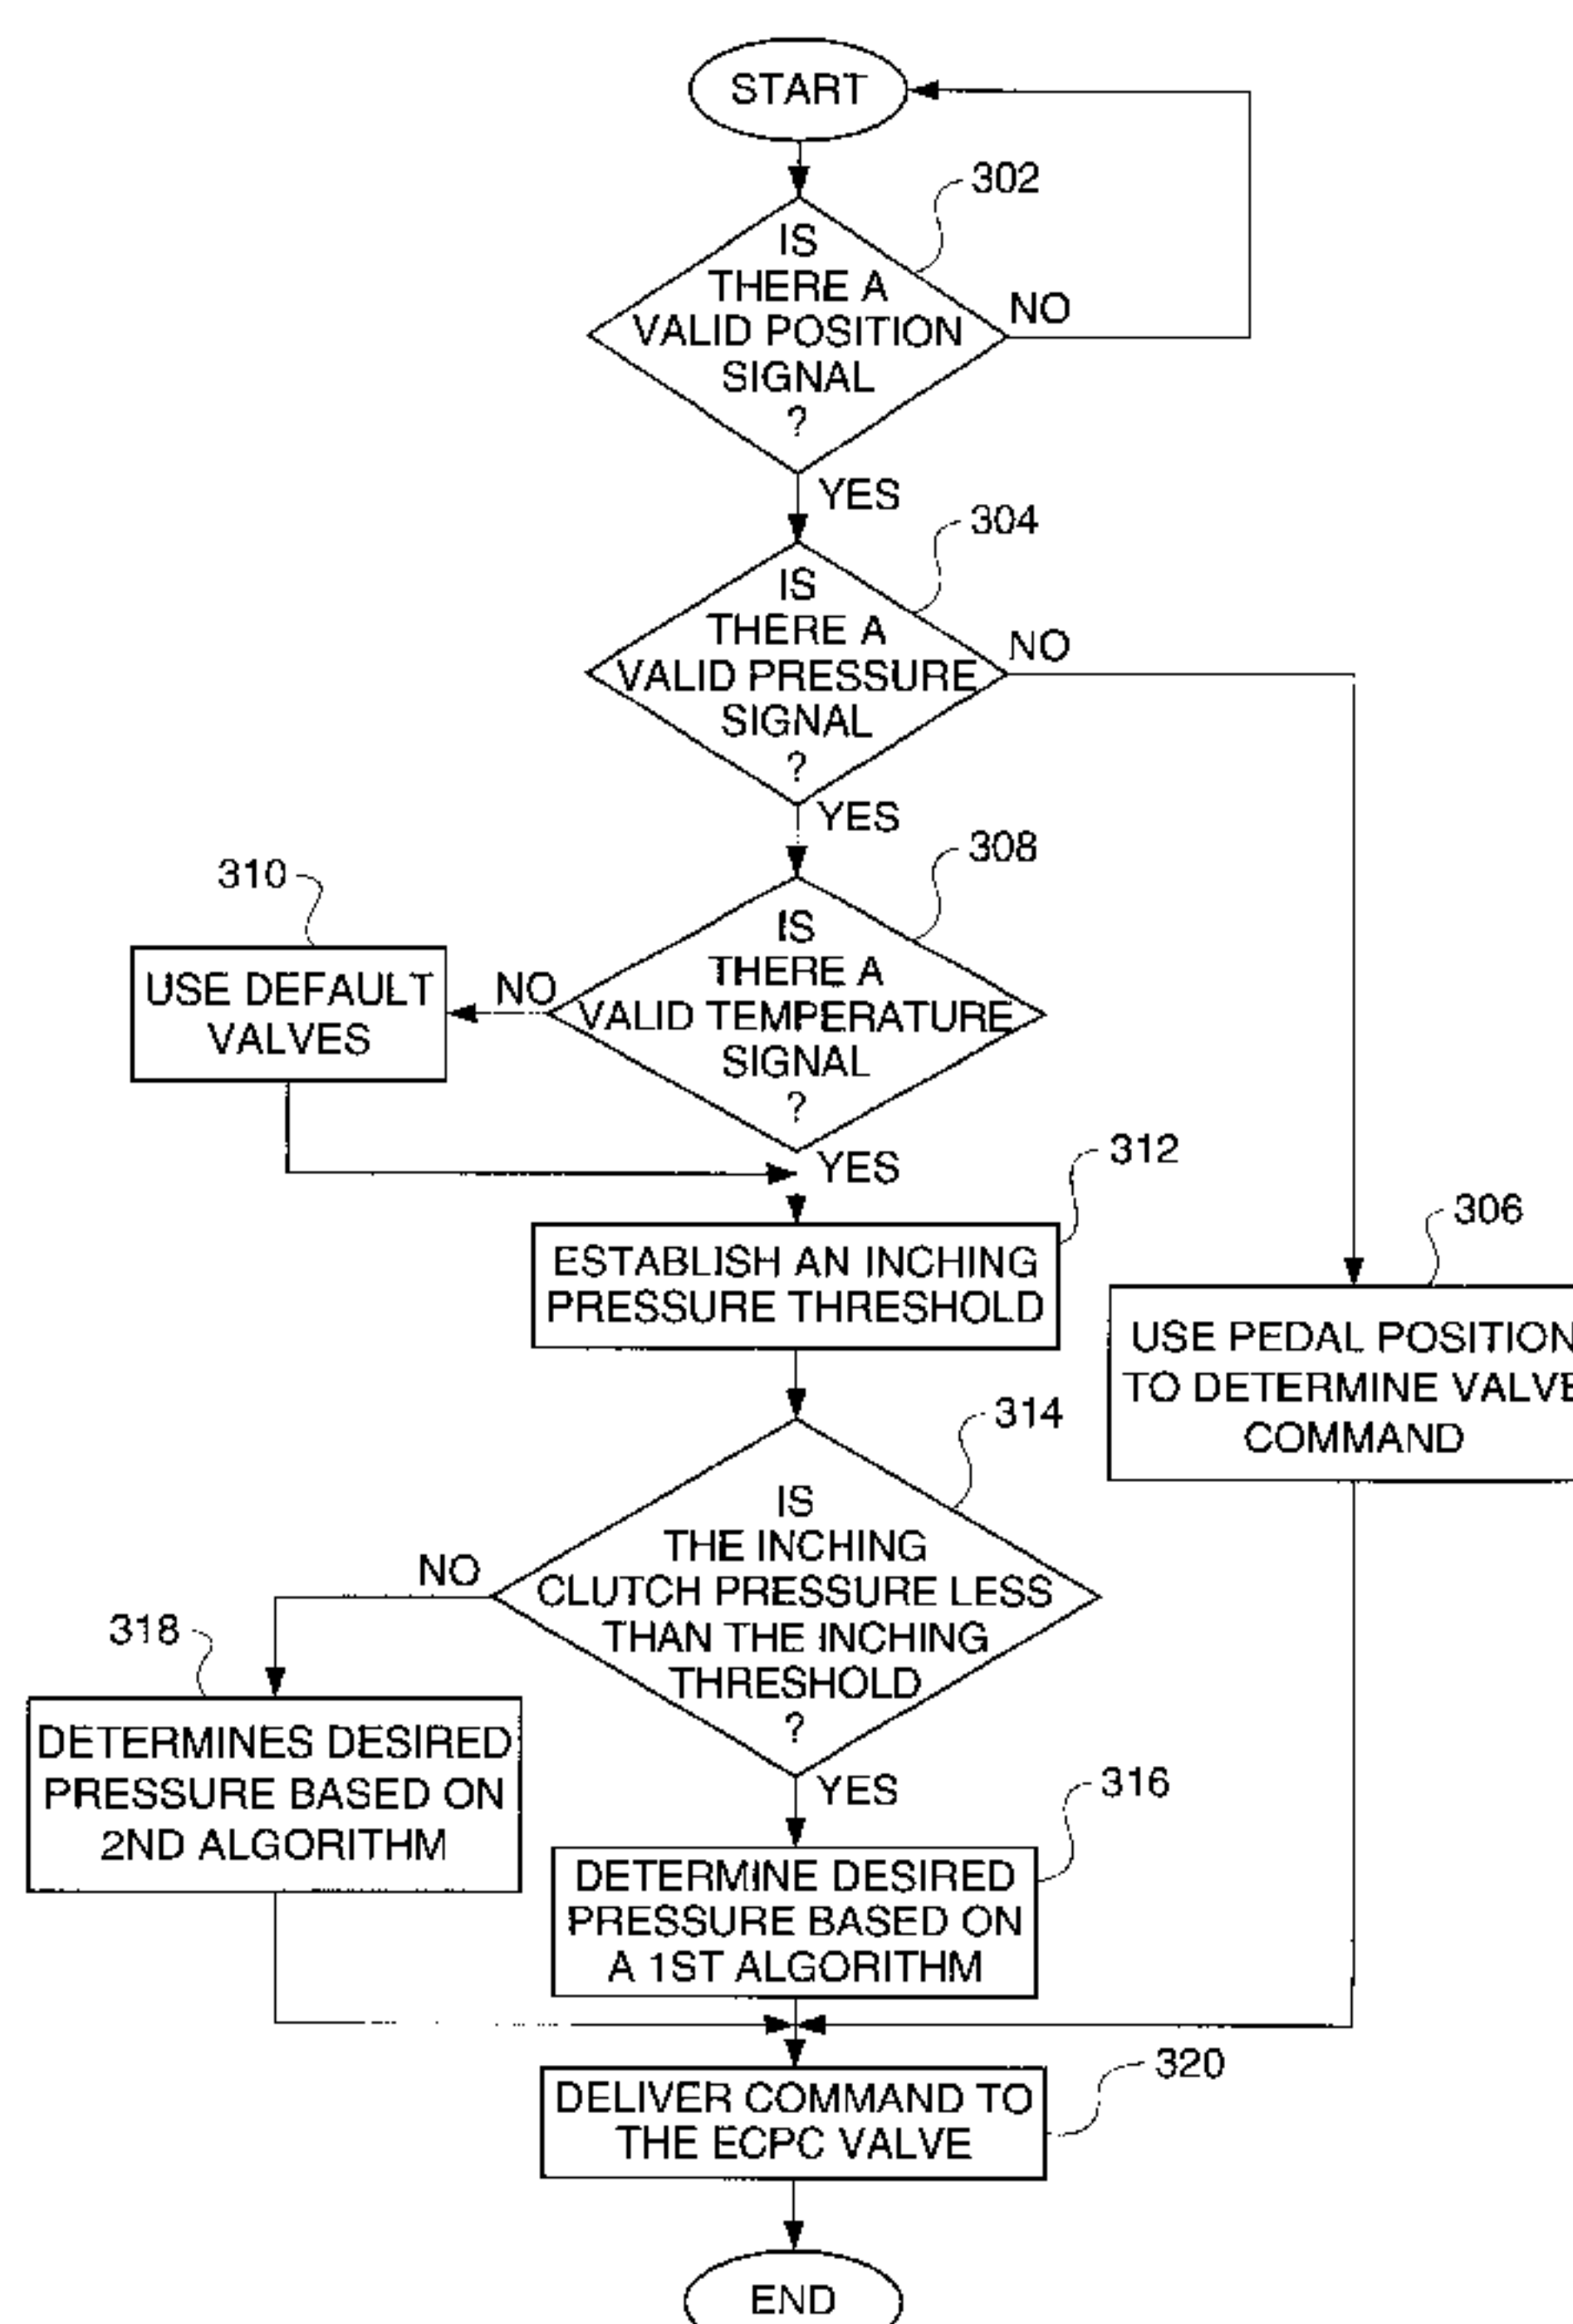 START
302
IS
THERE A
VALID POSITION
SIGNAL
?
NO
YES
304
IS
THERE A
VALID PRESSURE
SIGNAL
?
NO
YES
308
310
IS
THERE A
VALID TEMPERATURE
SIGNAL
?
NO
USE DEFAULT
VALVES
YES
312
ESTABLISH AN INCHING
PRESSURE THRESHOLD
306
USE PEDAL POSITION
TO DETERMINE VALVE
COMMAND
314
IS
THE INCHING
CLUTCH PRESSURE LESS
THAN THE INCHING
THRESHOLD
?
NO
318
DETERMINES DESIRED
PRESSURE BASED ON
2ND ALGORITHM
YES
316
DETERMINE DESIRED
PRESSURE BASED ON
A 1ST ALGORITHM
320
DELIVER COMMAND TO
THE ECPC VALVE
END